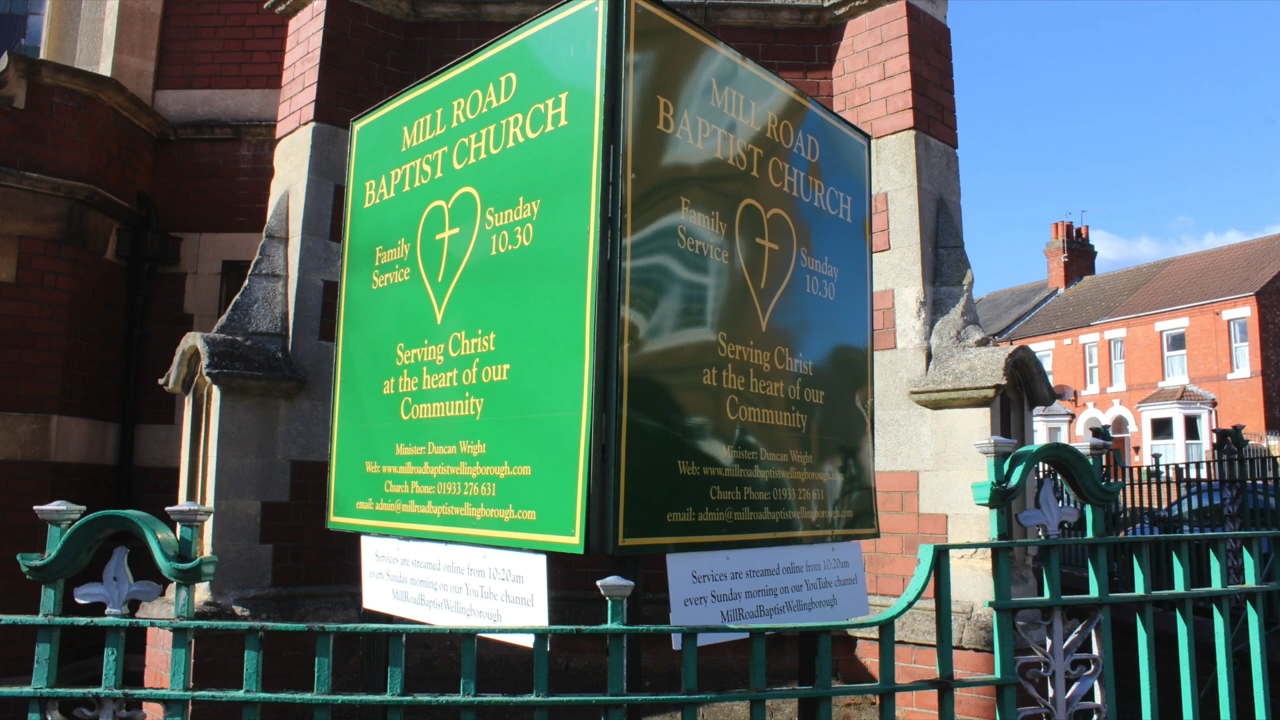 MILL ROAD
BAPTIST CHURCH
Family
Service
Sunday
10.30
Serving Christ
at the heart of our
Community
Minister: Duncan Wright
Web: www.millroadbaptistwellingborough.com
Church Phone: 01933 276 631
email: admin@millroadbaptistwellingborough.com
Services are streamed online from 10:20am
every Sunday morning on our YouTube channel
MillRoadBaptistWellingborough
MILL ROAD
BAPTIST CHURCH
Family
Service
Sunday
10.30
Serving Christ
at the heart of our
Community
Minister: Duncan Wright
Web: www.millroadbaptistwellingborough.com
Church Phone: 01933 276 631
email: admin@millroadbaptistwellingborough.com
Services are streamed online from 10:20am
every Sunday morning on our YouTube channel
MillRoadBaptistWellingborough